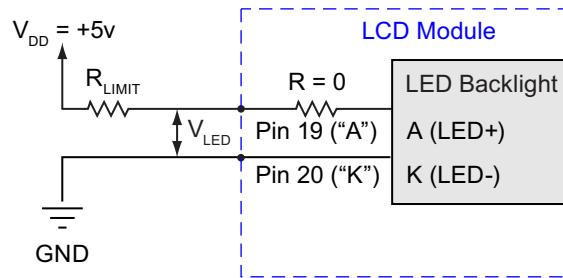 V_DD = +5v
LCD Module
R_LIMIT
R = 0
LED Backlight
V_LED
Pin 19 (“A”)
A (LED+)
Pin 20 (“K”)
K (LED-)
GND